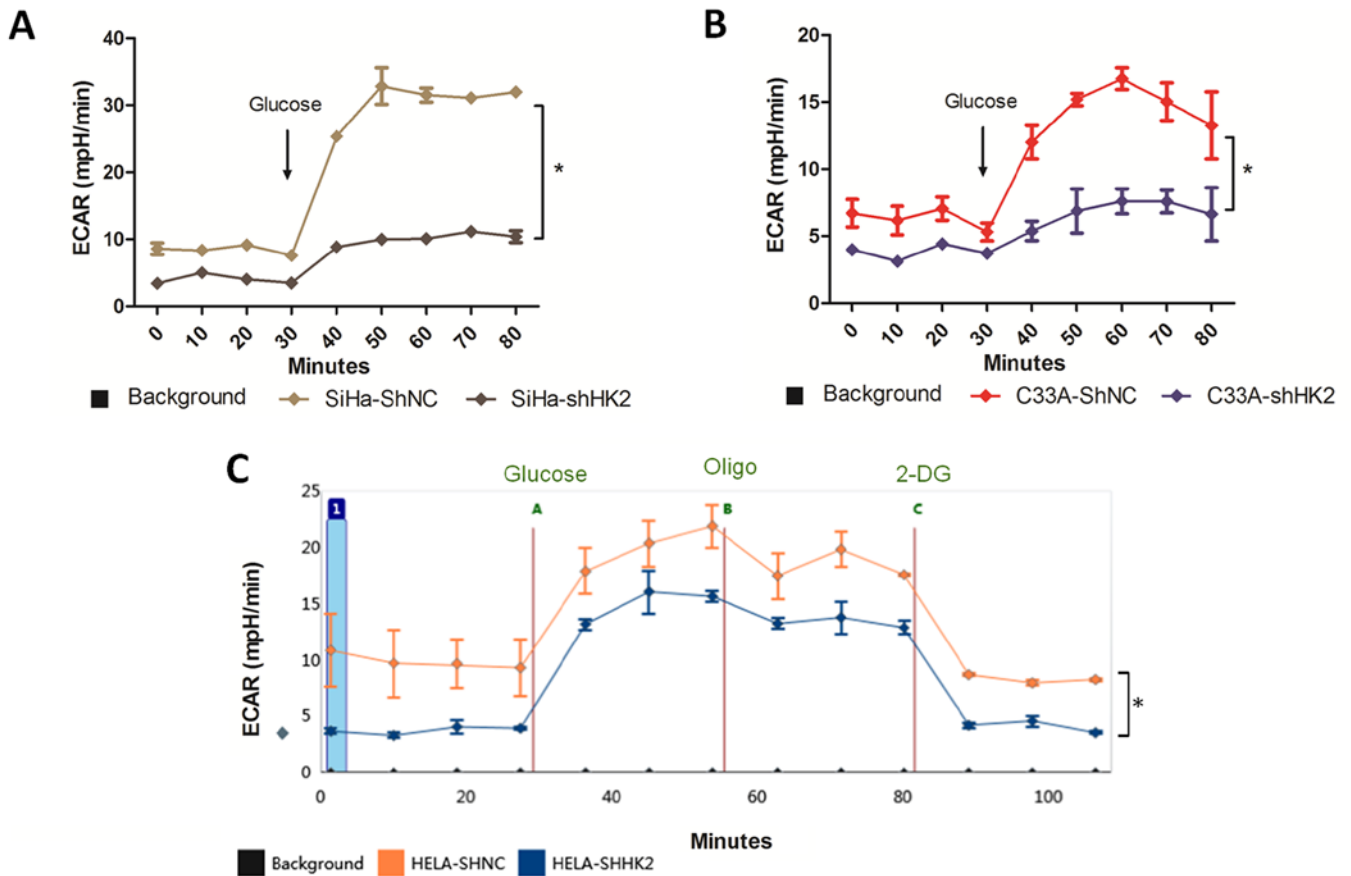 A
ECAR (mpH/min)
40
30
20
10
0
Glucose
*
0 10 20 30 40 50 60 70 80
Minutes
Background SiHa-ShNC SiHa-shHK2
B
ECAR (mpH/min)
20
15
10
5
0
Glucose
*
0 10 20 30 40 50 60 70 80
Minutes
Background C33A-ShNC C33A-shHK2
C
Glucose Oligo 2-DG
ECAR (mpH/min)
25
20
15
10
5
0
1 A B C
*
0 20 40 60 80 100
Minutes
Background HELA-SHNC HELA-SHHK2